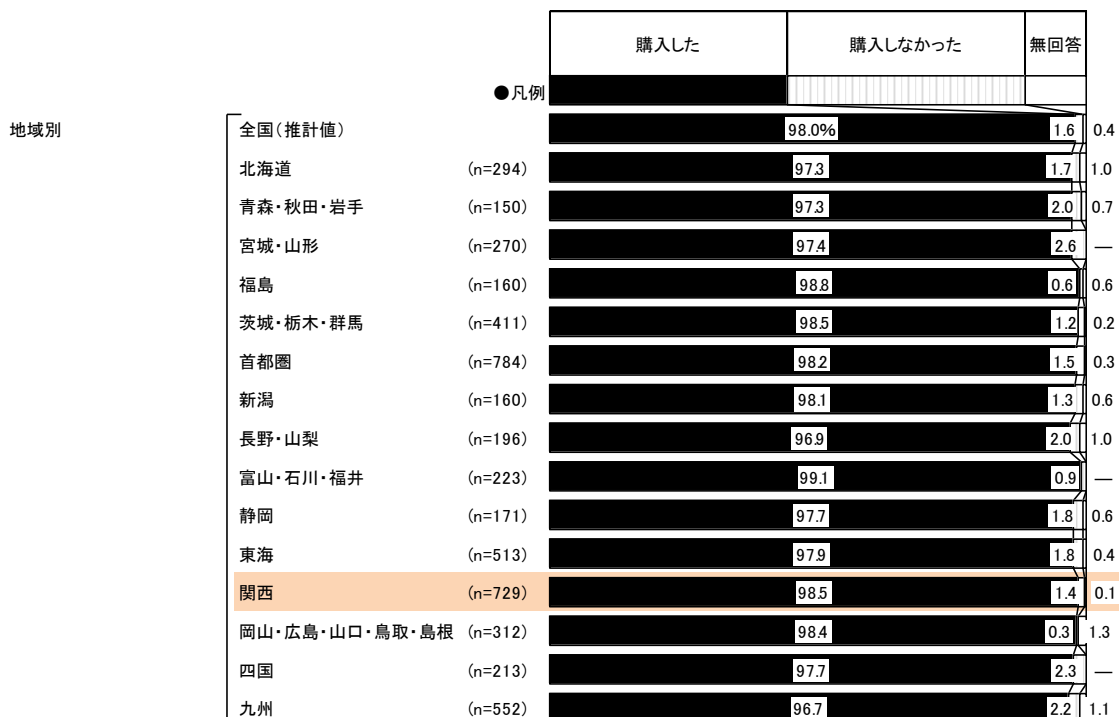 購入した 購入しなかった 無回答
●凡例
地域別 全国(推計値) 98.0% 1.6 0.4
北海道 (n=294) 97.3 1.7 1.0
青森・秋田・岩手 (n=150) 97.3 2.0 0.7
宮城・山形 (n=270) 97.4 2.6 —
福島 (n=160) 98.8 0.6 0.6
茨城・栃木・群馬 (n=411) 98.5 1.2 0.2
首都圏 (n=784) 98.2 1.5 0.3
新潟 (n=160) 98.1 1.3 0.6
長野・山梨 (n=196) 96.9 2.0 1.0
富山・石川・福井 (n=223) 99.1 0.9 —
静岡 (n=171) 97.7 1.8 0.6
東海 (n=513) 97.9 1.8 0.4
関西 (n=729) 98.5 1.4 0.1
岡山・広島・山口・鳥取・島根 (n=312) 98.4 0.3 1.3
四国 (n=213) 97.7 2.3 —
九州 (n=552) 96.7 2.2 1.1